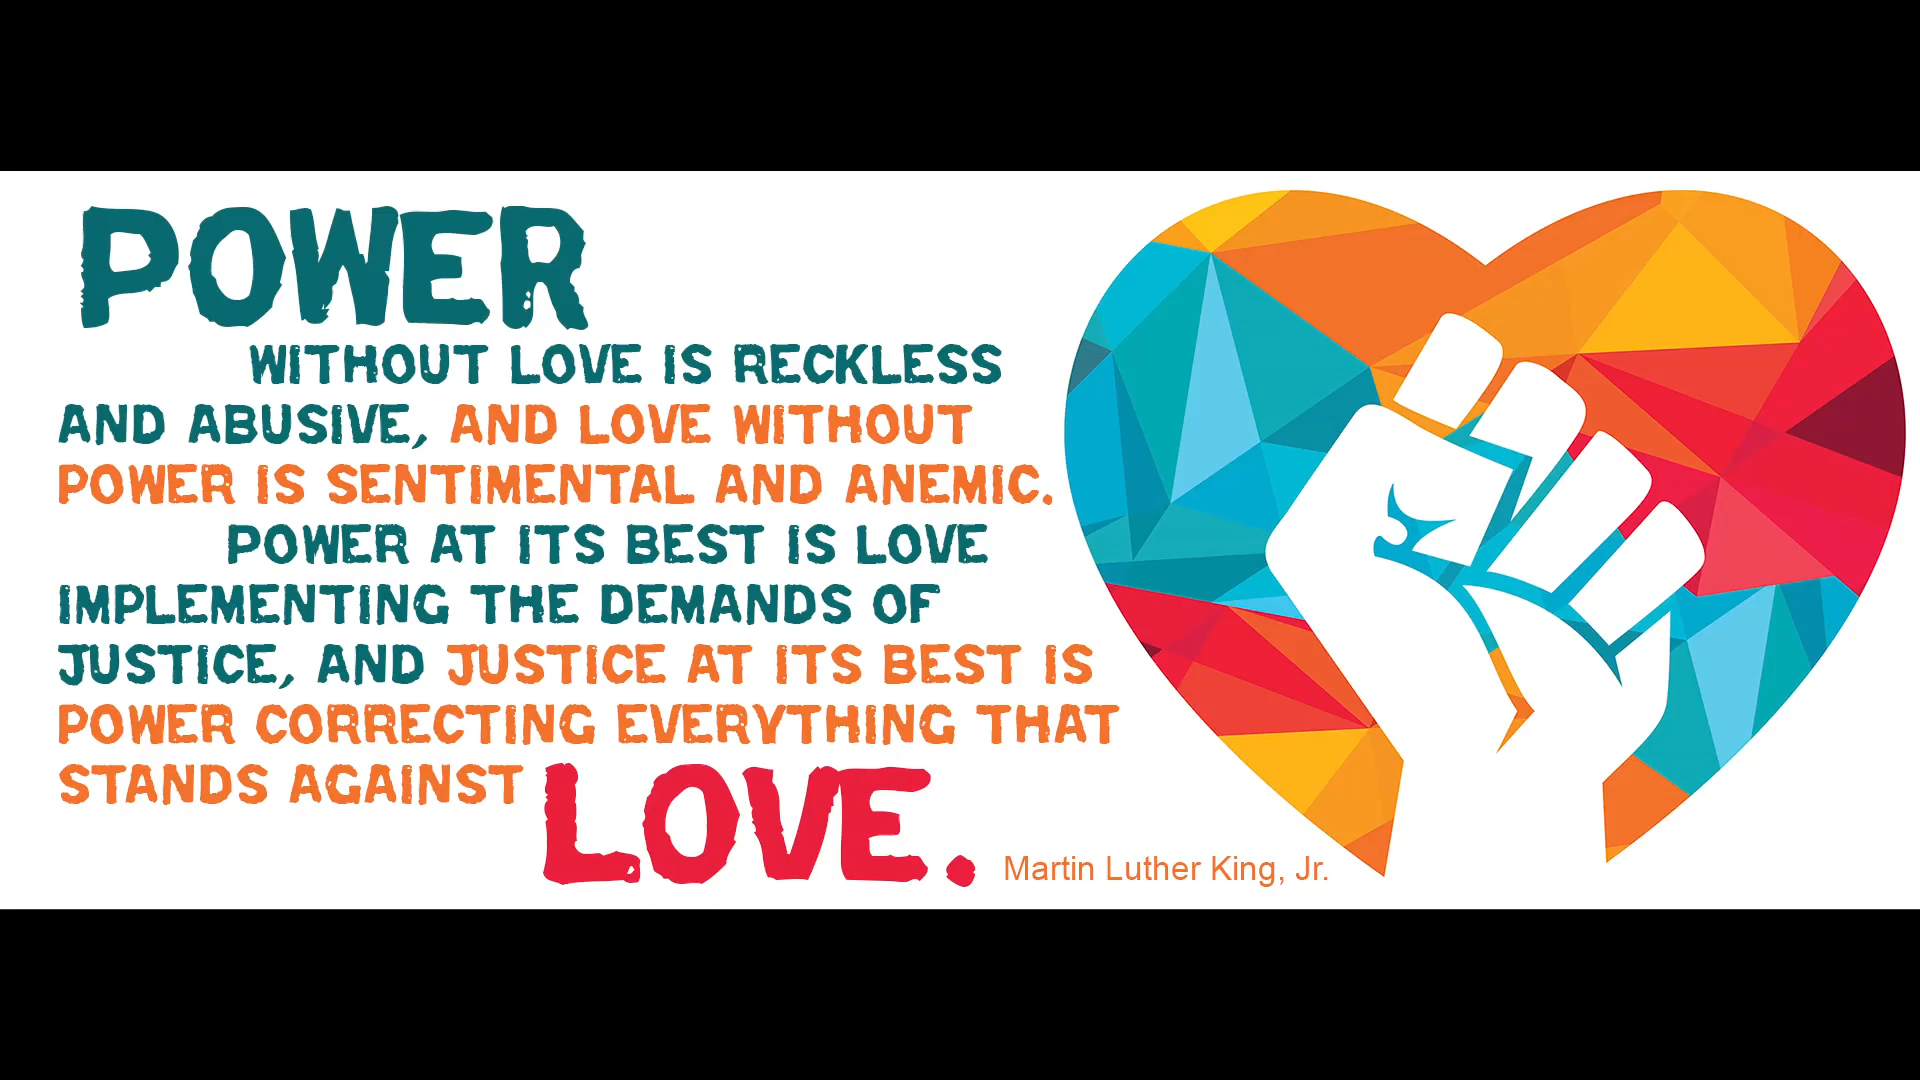 POWER
WITHOUT LOVE IS RECKLESS
AND ABUSIVE, AND LOVE WITHOUT
POWER IS SENTIMENTAL AND ANEMIC.
POWER AT ITS BEST IS LOVE
IMPLEMENTING THE DEMANDS OF
JUSTICE, AND JUSTICE AT ITS BEST IS
POWER CORRECTING EVERYTHING THAT
STANDS AGAINST LOVE.
Martin Luther King, Jr.